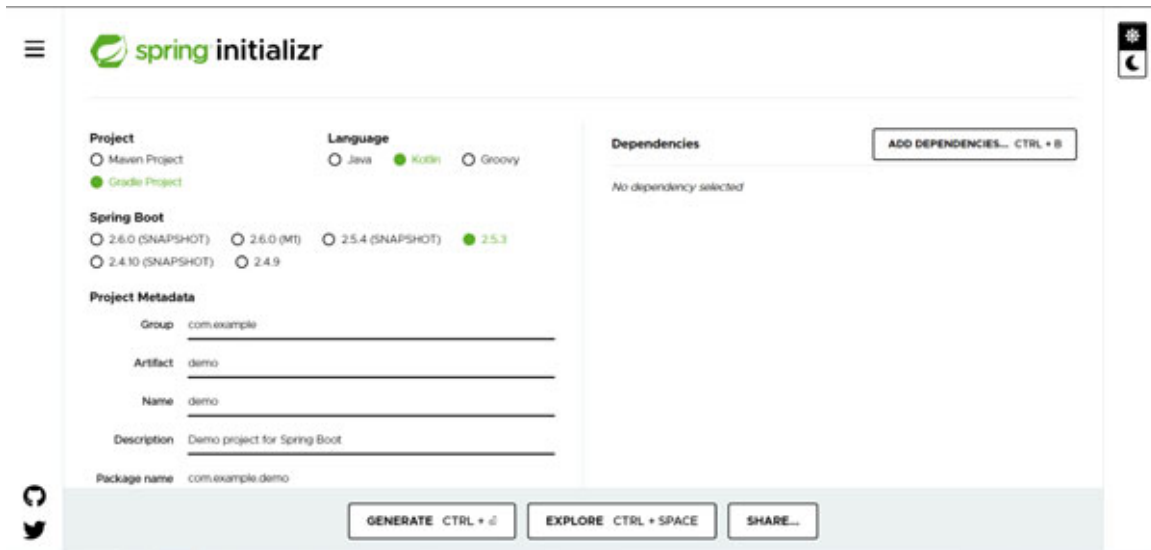 spring initializr
Project
Maven Project
Gradle Project
Language
Java Kotlin Groovy
Spring Boot
2.6.0 (SNAPSHOT) 2.6.0 (M1) 2.5.4 (SNAPSHOT) 2.5.3
2.4.10 (SNAPSHOT) 2.4.9
Project Metadata
Group com.example
Artifact demo
Name demo
Description Demo project for Spring Boot
Package name com.example.demo
Dependencies ADD DEPENDENCIES... CTRL + B
No dependency selected
GENERATE CTRL + ⏎ EXPLORE CTRL + SPACE SHARE...